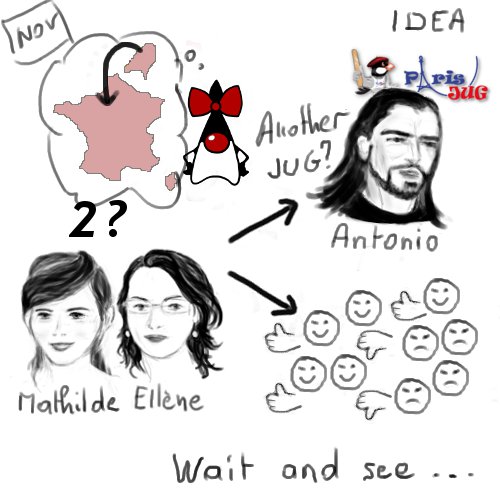 NOV
IDEA
Paris
JUG
Another
JUG?
2?
Antonio
Mathilde Ellène
Wait and see ...